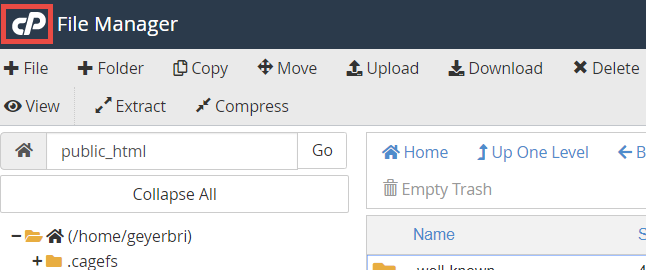 cP File Manager
+ File + Folder Copy Move Upload Download Delete
View Extract Compress
public_html Go
Home Up One Level
Collapse All
Empty Trash
Name
(/home/geyerbri)
.cagefs